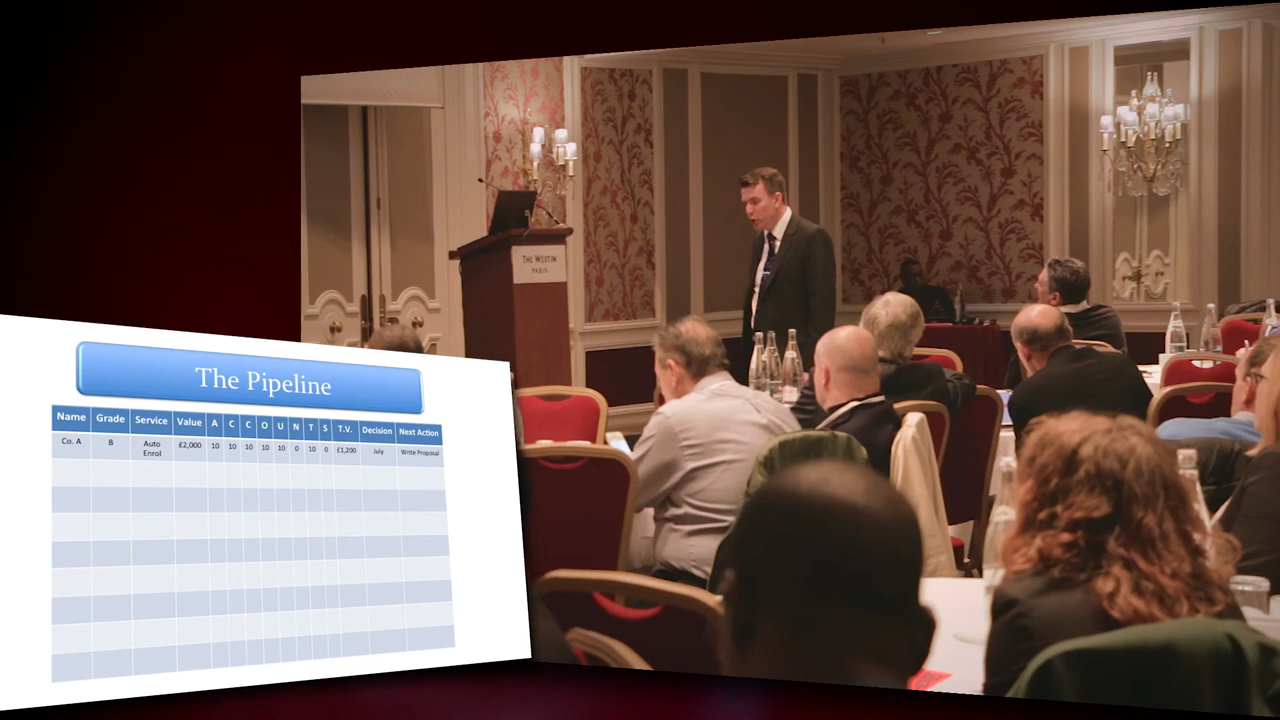 THE WESTIN
PARIS
The Pipeline
Name Grade Service Value A C C O U N T S T.V. Decision Next Action
Co. A B Auto Enrol £2,000 10 10 10 10 10 0 10 0 £1,200 July Write Proposal